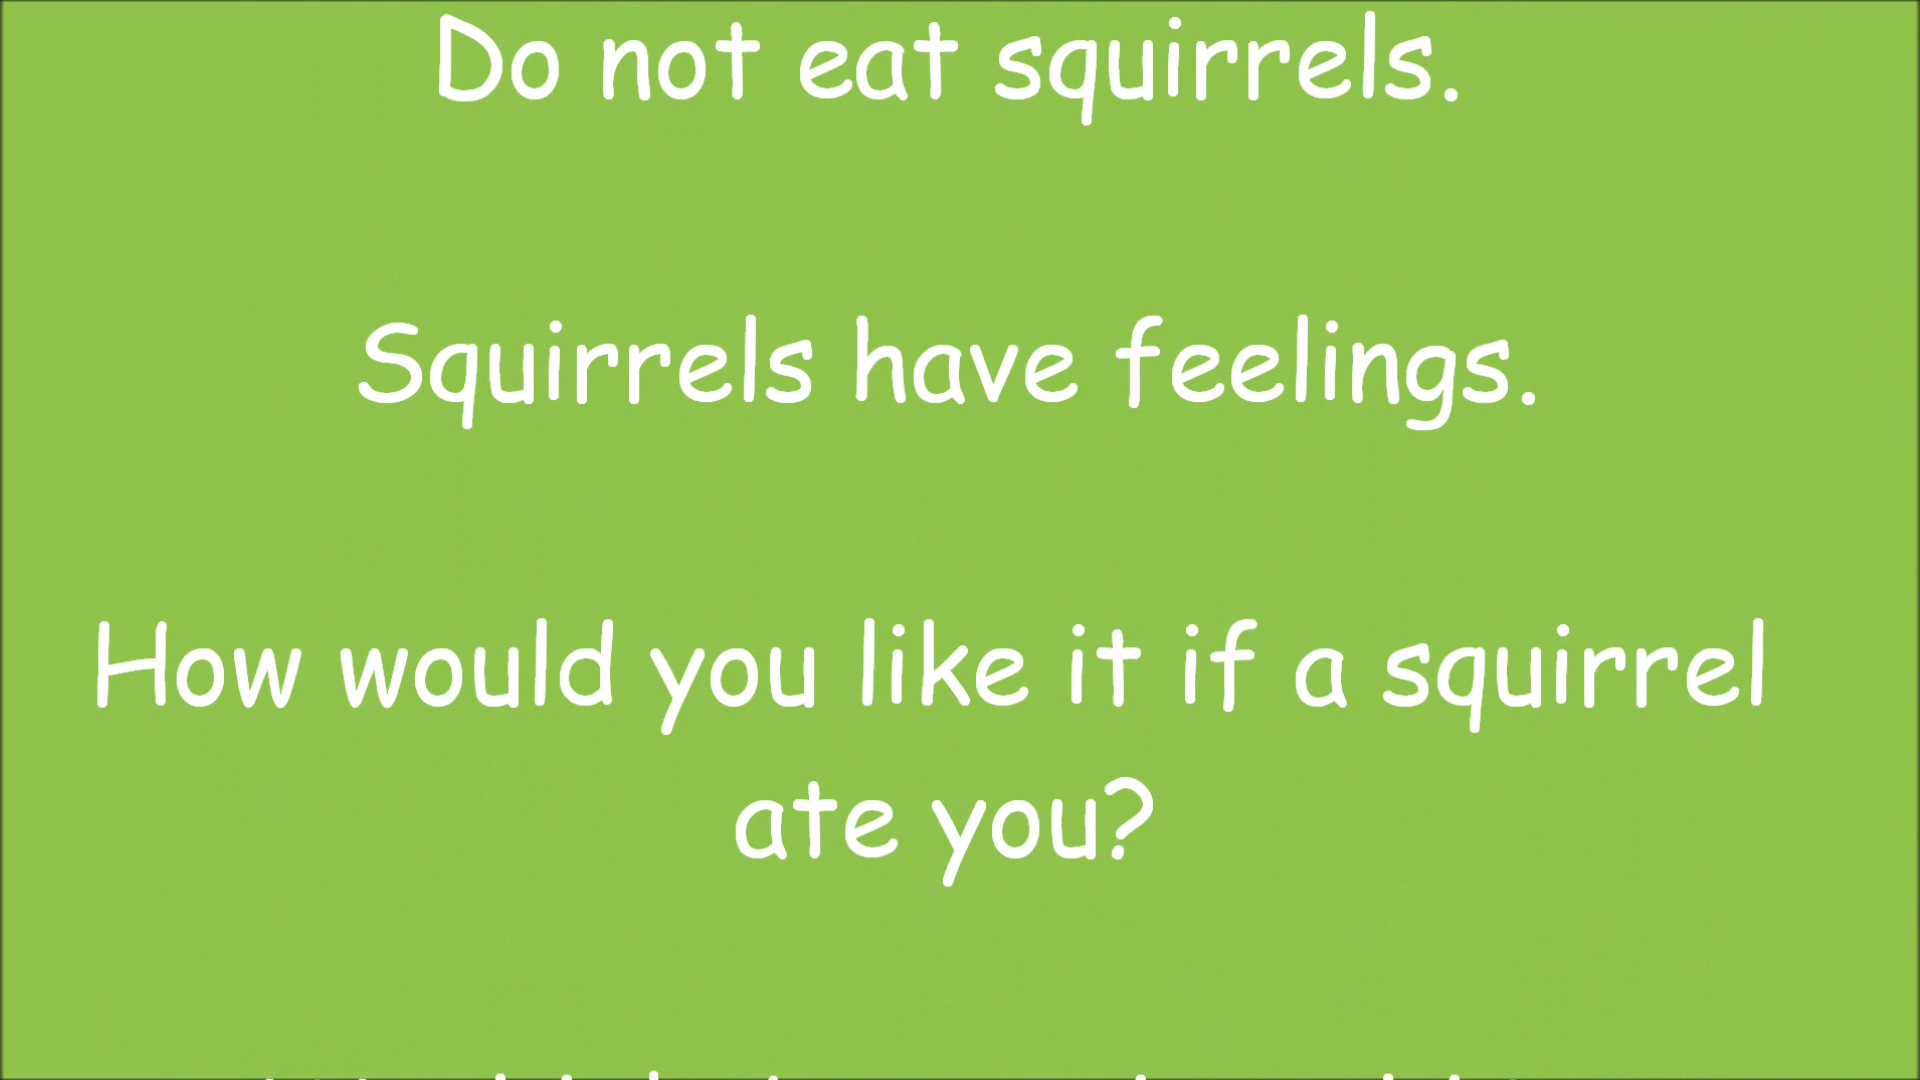 Do not eat squirrels.
Squirrels have feelings.
How would you like it if a squirrel
ate you?